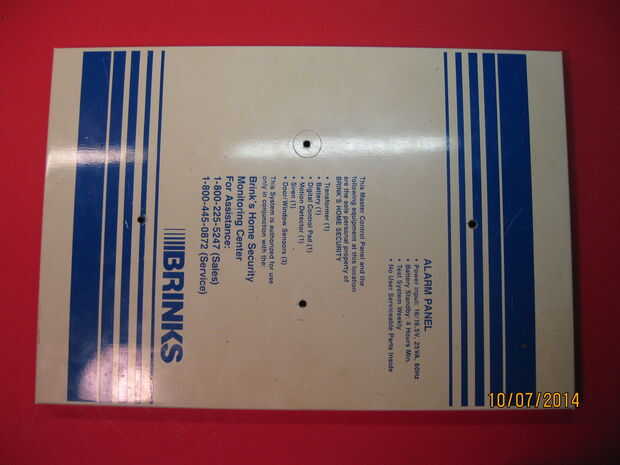 ALARM PANEL
• Power Input: 16/16.5V, 25VA, 60Hz
• Battery Standby: 4 Hours Min.
• Test System Weekly
• No User Serviceable Parts Inside
This Master Control Panel and the
following equipment at this location
are the sole personal property of
BRINK'S HOME SECURITY
• Transformer (1)
• Battery (1)
• Digital Control Pad (1)
• Motion Detector (1)
• Siren (1)
• Door/Window Sensors (3)
This System is authorized for use
only in conjunction with the
Brink's Home Security
Monitoring Center
For Assistance:
1-800-225-5247 (Sales)
1-800-445-0872 (Service)
BRINKS
10/07/2014